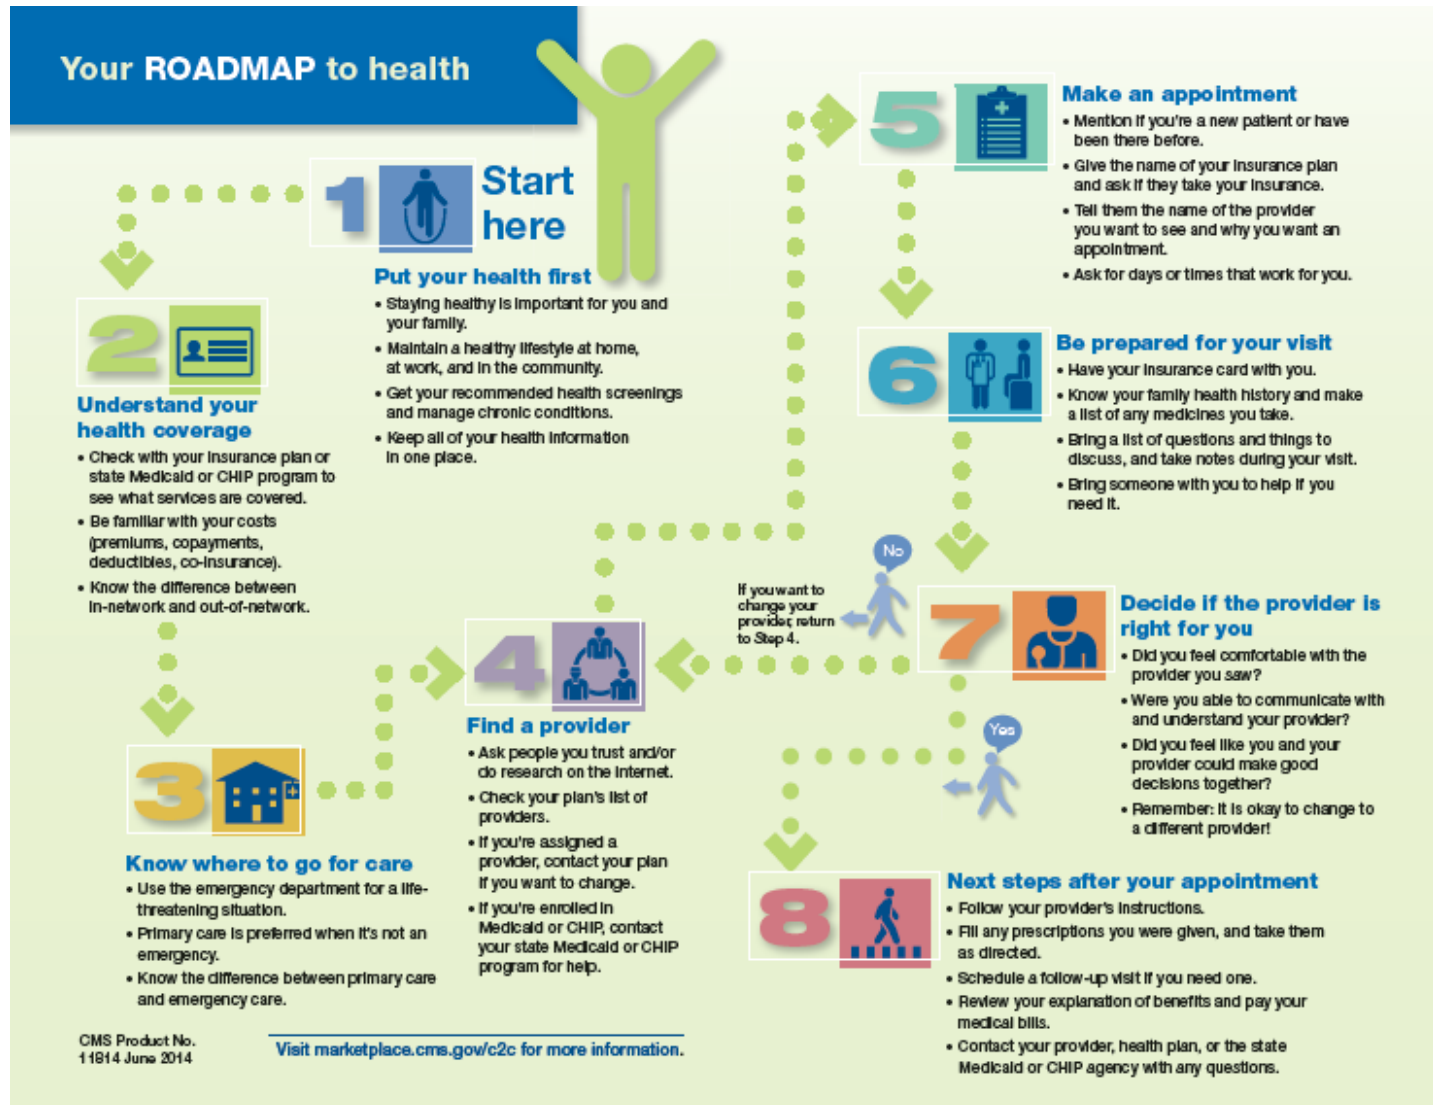 Your ROADMAP to health
1
Start
here
Put your health first
• Staying healthy is important for you and
your family.
• Maintain a healthy lifestyle at home,
at work, and in the community.
• Get your recommended health screenings
and manage chronic conditions.
• Keep all of your health information
in one place.
2
Understand your
health coverage
• Check with your insurance plan or
state Medicaid or CHIP program to
see what services are covered.
• Be familiar with your costs
(premiums, copayments,
deductibles, co-insurance).
• Know the difference between
in-network and out-of-network.
3
Know where to go for care
• Use the emergency department for a life-
threatening situation.
• Primary care is preferred when it's not an
emergency.
• Know the difference between primary care
and emergency care.
4
Find a provider
• Ask people you trust and/or
do research on the internet.
• Check your plan's list of
providers.
• If you're assigned a
provider, contact your plan
if you want to change.
• If you're enrolled in
Medicaid or CHIP, contact
your state Medicaid or CHIP
program for help.
5
Make an appointment
• Mention if you're a new patient or have
been there before.
• Give the name of your insurance plan
and ask if they take your insurance.
• Tell them the name of the provider
you want to see and why you want an
appointment.
• Ask for days or times that work for you.
6
Be prepared for your visit
• Have your insurance card with you.
• Know your family health history and make
a list of any medicines you take.
• Bring a list of questions and things to
discuss, and take notes during your visit.
• Bring someone with you to help if you
need it.
No
If you want to
change your
provider, return
to Step 4.
7
Decide if the provider is
right for you
• Did you feel comfortable with the
provider you saw?
• Were you able to communicate with
and understand your provider?
• Did you feel like you and your
provider could make good
decisions together?
• Remember: it is okay to change to
a different provider!
Yes
8
Next steps after your appointment
• Follow your provider's instructions.
• Fill any prescriptions you were given, and take them
as directed.
• Schedule a follow-up visit if you need one.
• Review your explanation of benefits and pay your
medical bills.
• Contact your provider, health plan, or the state
Medicaid or CHIP agency with any questions.
CMS Product No.
11814 June 2014
Visit marketplace.cms.gov/c2c for more information.